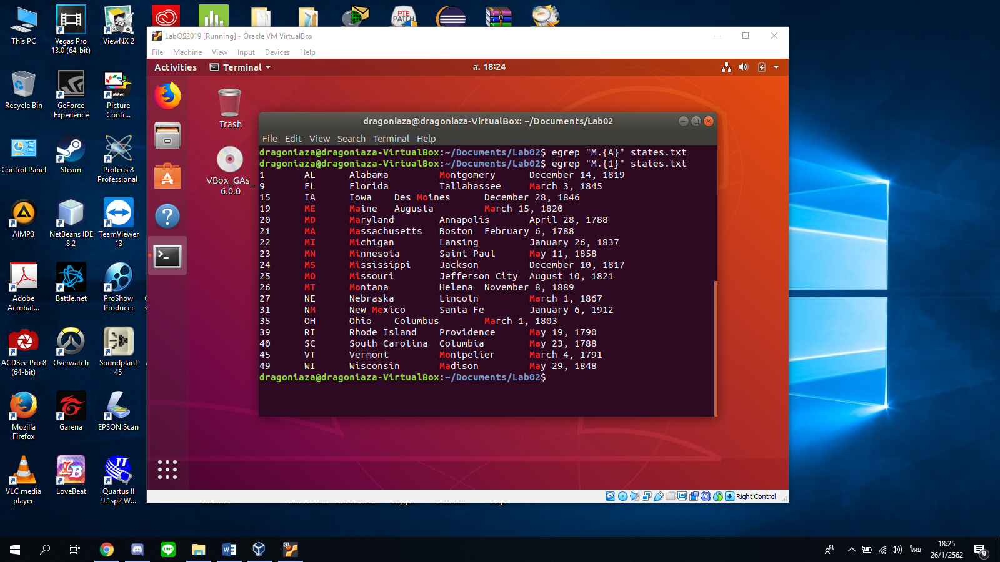 This PC
Vegas Pro
13.0 (64-bit)
ViewNX 2
PTE
PATCH
LabOS2019 [Running] - Oracle VM VirtualBox
File Machine View Input Devices Help
Activities Terminal ส. 18:24
Recycle Bin
GeForce
Experience
Nikon
Picture
Contr...
Trash
VBox_GAs_
6.0.0
Control Panel
Steam
Proteus 8
Professional
AIMP3
NetBeans IDE
8.2
TeamViewer
13
Adobe
Acrobat...
Battle.net
ProShow
Producer
ACDSee Pro 8
(64-bit)
Overwatch
Soundplant
45
Mozilla
Firefox
Garena
EPSON Scan
VLC media
player
LoveBeat
Quartus II
9.1sp2 W...
dragoniaza@dragoniaza-VirtualBox: ~/Documents/Lab02
File Edit View Search Terminal Help
dragoniaza@dragoniaza-VirtualBox:~/Documents/Lab02$ egrep "M.{A}" states.txt
dragoniaza@dragoniaza-VirtualBox:~/Documents/Lab02$ egrep "M.{1}" states.txt
1 AL Alabama Montgomery December 14, 1819
9 FL Florida Tallahassee March 3, 1845
15 IA Iowa Des Moines December 28, 1846
19 ME Maine Augusta March 15, 1820
20 MD Maryland Annapolis April 28, 1788
21 MA Massachusetts Boston February 6, 1788
22 MI Michigan Lansing January 26, 1837
23 MN Minnesota Saint Paul May 11, 1858
24 MS Mississippi Jackson December 10, 1817
25 MO Missouri Jefferson City August 10, 1821
26 MT Montana Helena November 8, 1889
27 NE Nebraska Lincoln March 1, 1867
31 NM New Mexico Santa Fe January 6, 1912
35 OH Ohio Columbus March 1, 1803
39 RI Rhode Island Providence May 19, 1790
40 SC South Carolina Columbia May 23, 1788
45 VT Vermont Montpelier March 4, 1791
49 WI Wisconsin Madison May 29, 1848
dragoniaza@dragoniaza-VirtualBox:~/Documents/Lab02$
Right Control
LINE
ไทย
18:25
26/1/2562
9